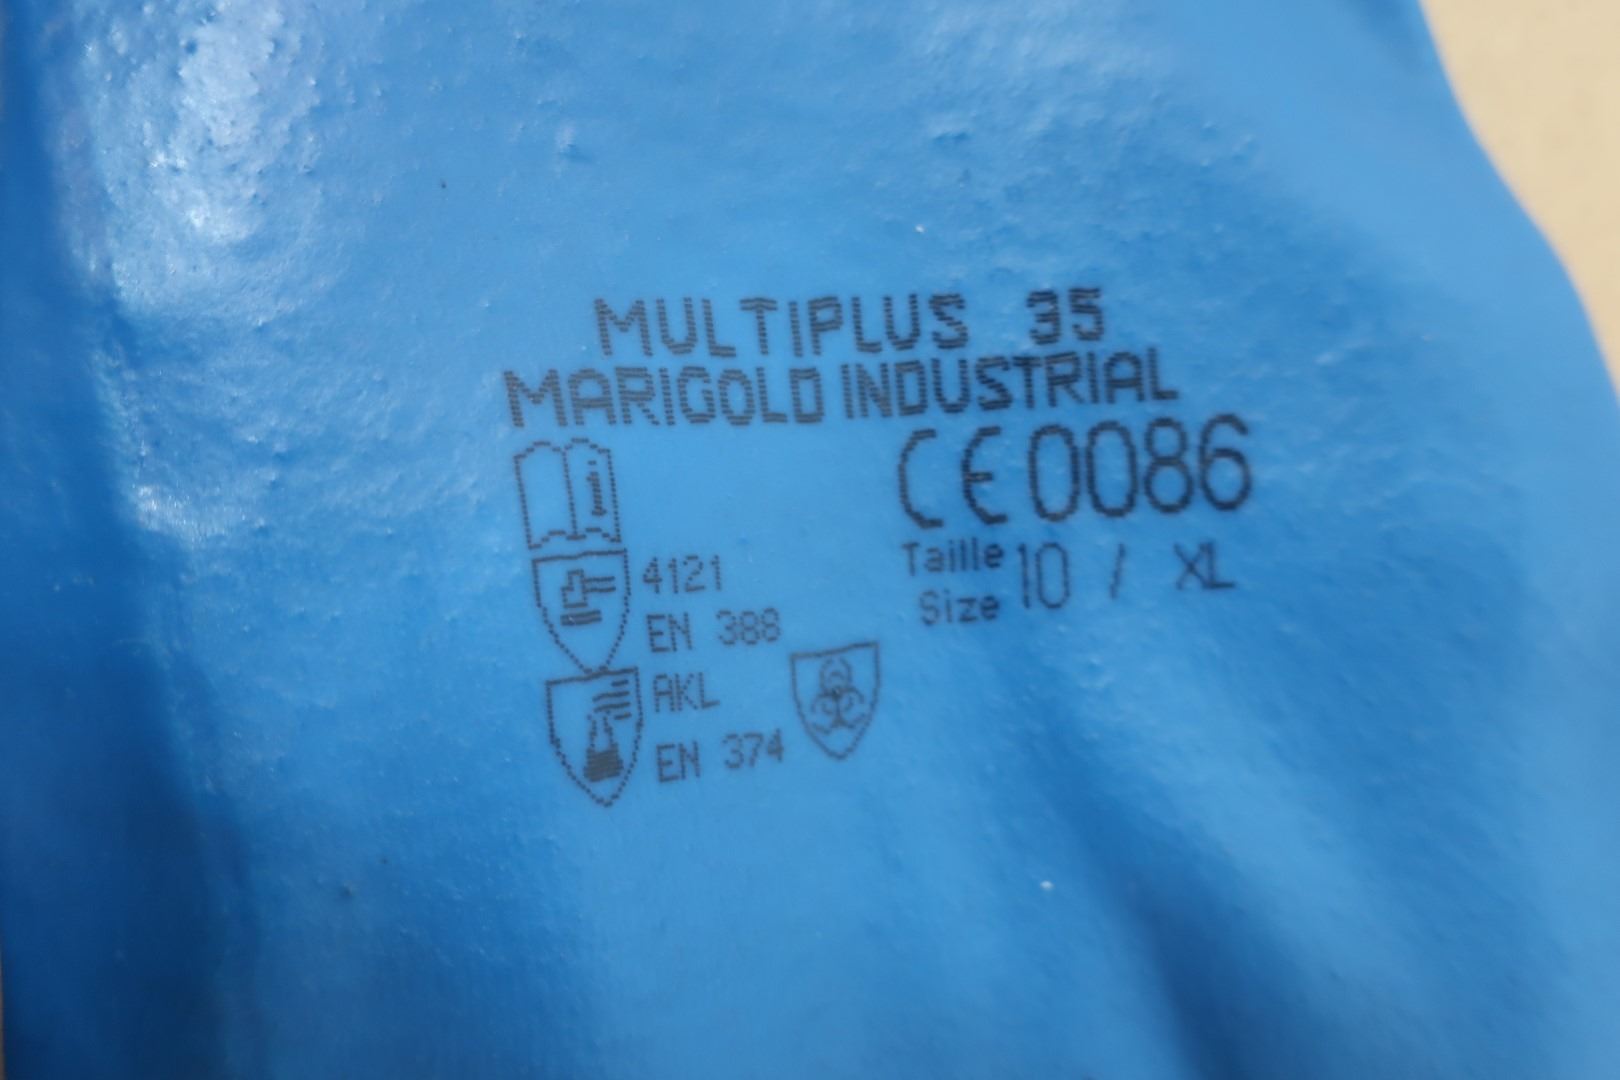 MULTIPLUS 35
MARIGOLD INDUSTRIAL
i
CE 0086
4121
EN 388
Taille
Size
10 / XL
AKL
EN 374